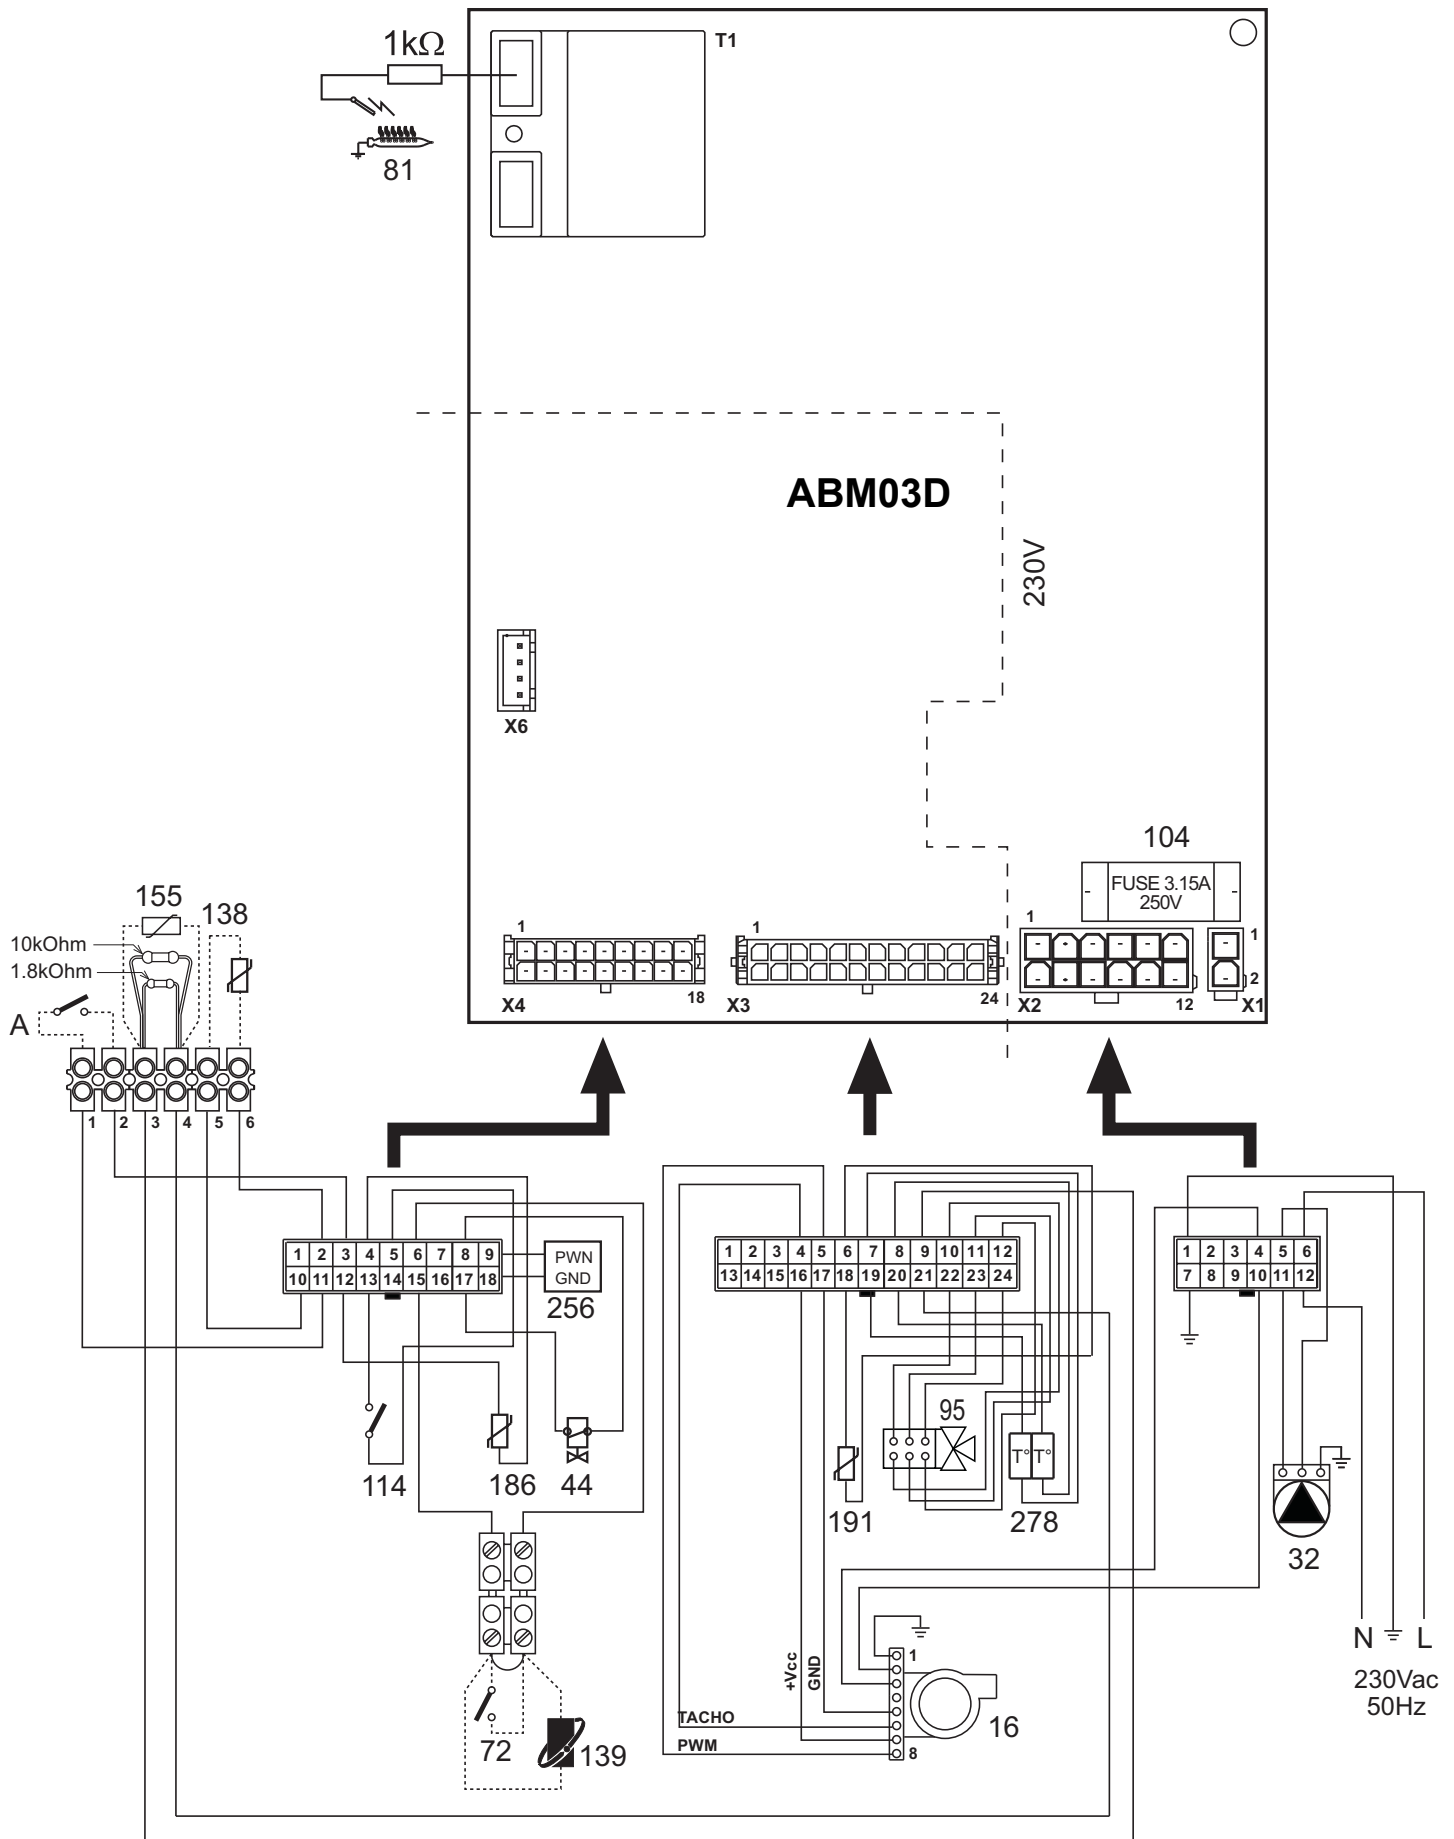 T1
1kΩ
81
ABM03D
230V
X6
104
FUSE 3.15A
250V
1
1
1
1
X4
18
X3
24
X2
12
2
X1
155
138
10kOhm
1.8kOhm
A
1 2 3 4 5 6
1 2 3 4 5 6 7 8 9
10 11 12 13 14 15 16 17 18
PWN
GND
256
1 2 3 4 5 6 7 8 9 10 11 12
13 14 15 16 17 18 19 20 21 22 23 24
1 2 3 4 5 6
7 8 9 10 11 12
114
186
44
95
T° T°
191
278
32
N L
230Vac
50Hz
+Vcc
GND
1
TACHO
PWM
8
16
72
139